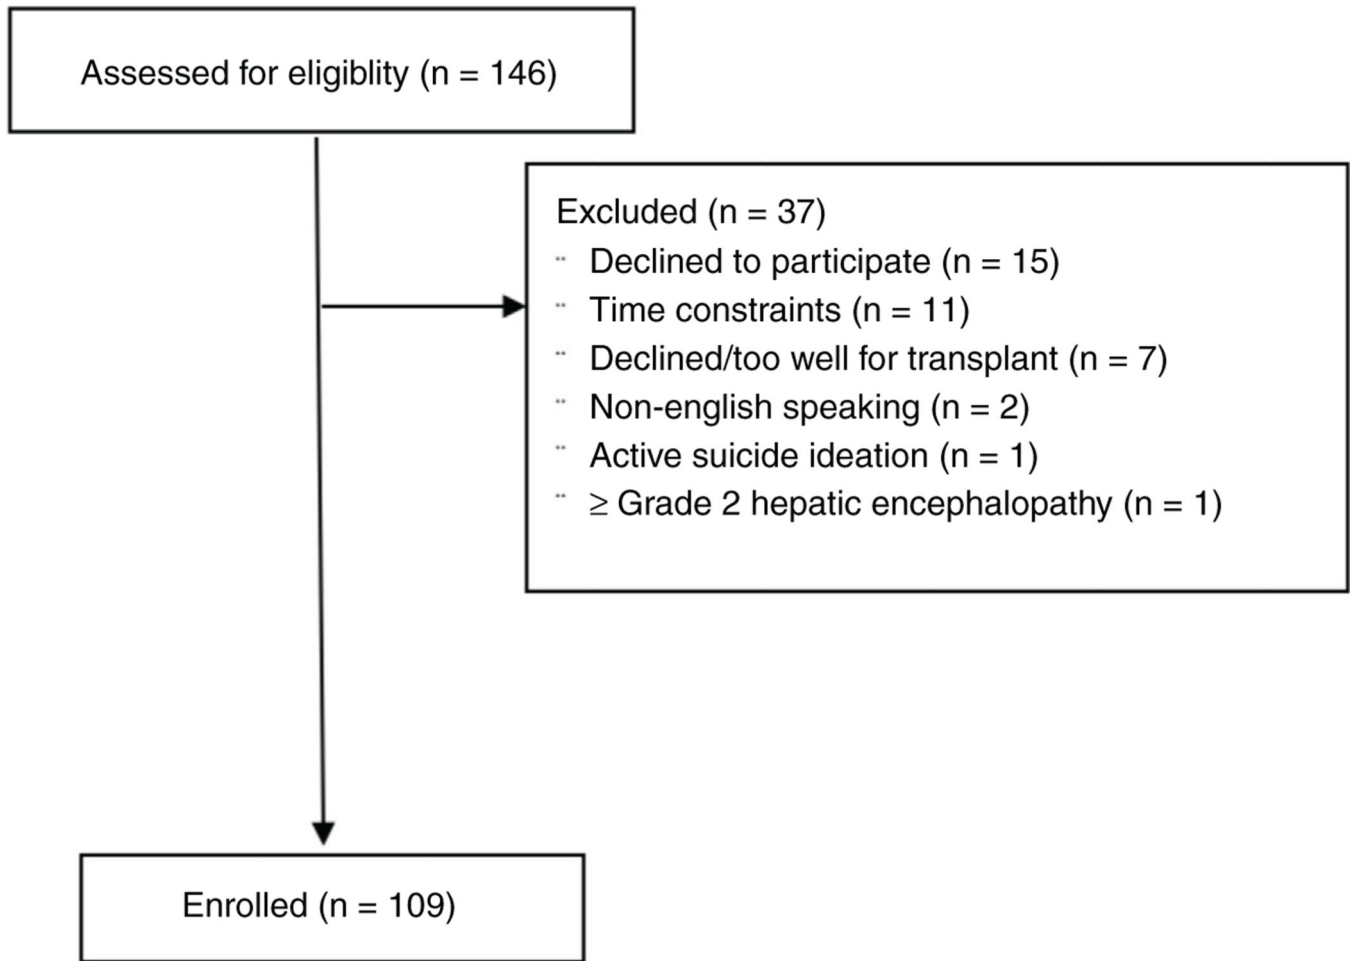 Assessed for eligiblity (n = 146)
Excluded (n = 37)
¨ Declined to participate (n = 15)
¨ Time constraints (n = 11)
¨ Declined/too well for transplant (n = 7)
¨ Non-english speaking (n = 2)
¨ Active suicide ideation (n = 1)
¨ ≥ Grade 2 hepatic encephalopathy (n = 1)
Enrolled (n = 109)